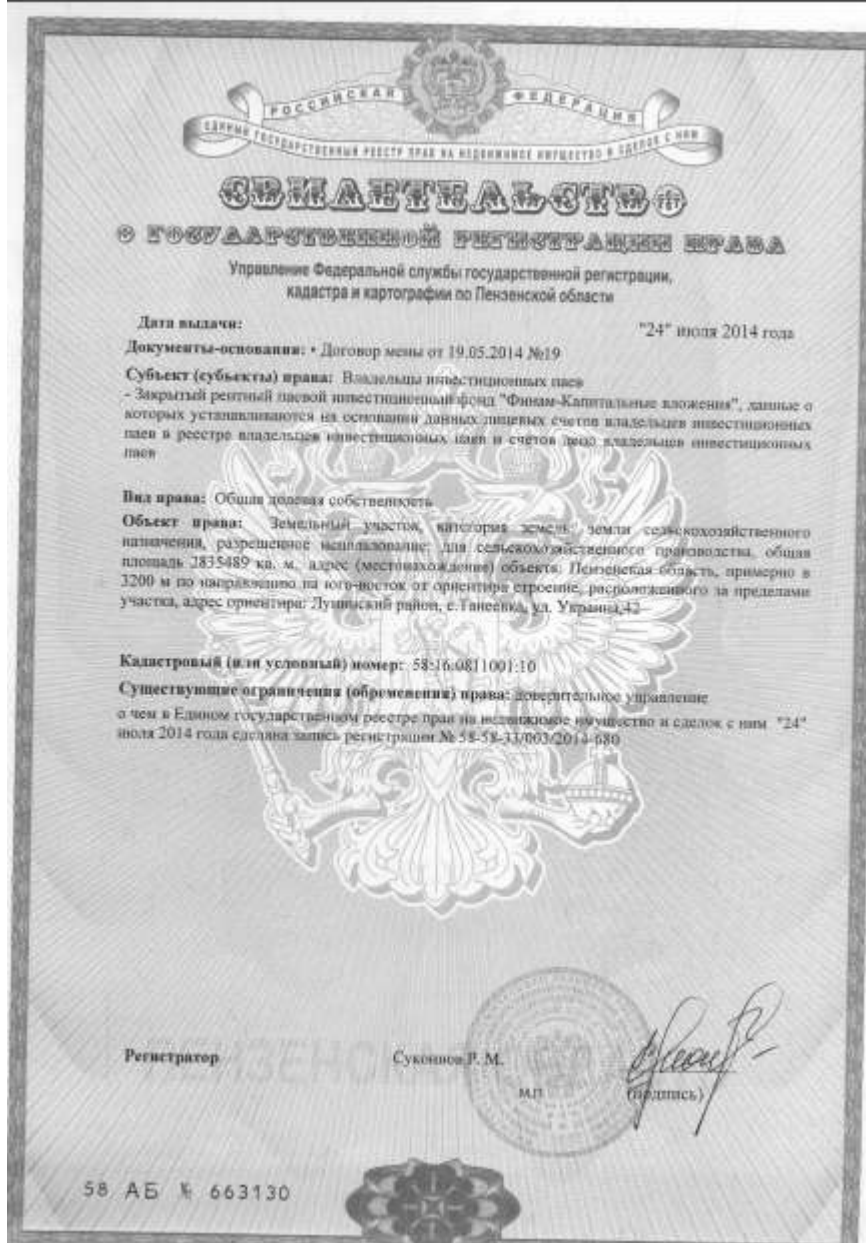 РОССИЙСКАЯ ФЕДЕРАЦИЯ
ЕДИНЫЙ ГОСУДАРСТВЕННЫЙ РЕЕСТР ПРАВ НА НЕДВИЖИМОЕ ИМУЩЕСТВО И СДЕЛОК С НИМ
СВИДЕТЕЛЬСТВО
О ГОСУДАРСТВЕННОЙ РЕГИСТРАЦИИ ПРАВА
Управление Федеральной службы государственной регистрации,
кадастра и картографии по Пензенской области
Дата выдачи: "24" июля 2014 года
Документы-основания: • Договор мены от 19.05.2014 №19
Субъект (субъекты) права: Владельцы инвестиционных паев
- Закрытый рентный паевой инвестиционный фонд "Финам-Капитальные вложения", данные о
которых устанавливаются на основании данных лицевых счетов владельцев инвестиционных
паев в реестре владельцев инвестиционных паев и счетов депо владельцев инвестиционных
паев
Вид права: Общая долевая собственность
Объект права: Земельный участок, категория земель: земли сельскохозяйственного
назначения, разрешенное использование: для сельскохозяйственного производства, общая
площадь 2835489 кв. м, адрес (местонахождение) объекта: Пензенская область, примерно в
3200 м по направлению на юго-восток от ориентира строение, расположенного за пределами
участка, адрес ориентира: Лунинский район, с.Танеевка, ул. Украина,42
Кадастровый (или условный) номер: 58:16:0811001:10
Существующие ограничения (обременения) права: доверительное управление
о чем в Едином государственном реестре прав на недвижимое имущество и сделок с ним "24"
июля 2014 года сделана запись регистрации № 58-58-33/003/2014-680
Регистратор Суконнов Р. М.
м.п. (подпись)
58 АБ № 663130